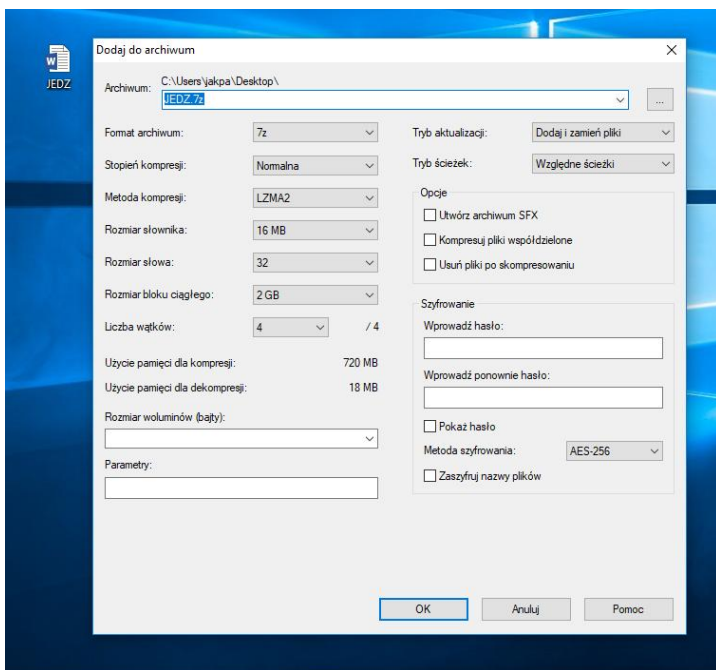 JEDZ
Dodaj do archiwum
Archiwum:
C:\Users\jakpa\Desktop\
JEDZ.7z
...
Format archiwum: 7z
Stopień kompresji: Normalna
Metoda kompresji: LZMA2
Rozmiar słownika: 16 MB
Rozmiar słowa: 32
Rozmiar bloku ciągłego: 2 GB
Liczba wątków: 4 / 4
Użycie pamięci dla kompresji: 720 MB
Użycie pamięci dla dekompresji: 18 MB
Rozmiar woluminów (bajty):
Parametry:
Tryb aktualizacji: Dodaj i zamień pliki
Tryb ścieżek: Względne ścieżki
Opcje
Utwórz archiwum SFX
Kompresuj pliki współdzielone
Usuń pliki po skompresowaniu
Szyfrowanie
Wprowadź hasło:
Wprowadź ponownie hasło:
Pokaż hasło
Metoda szyfrowania: AES-256
Zaszyfruj nazwy plików
OK Anuluj Pomoc